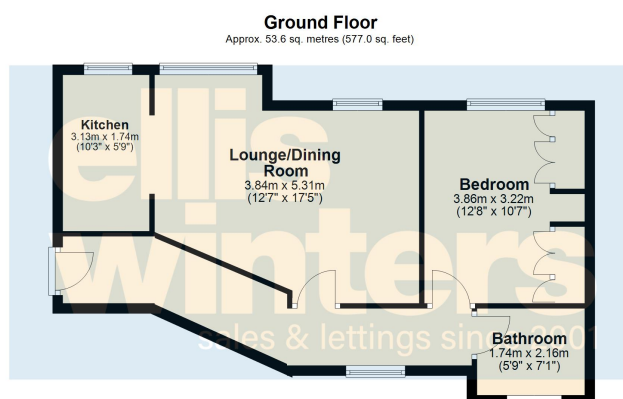 Ground Floor
Approx. 53.6 sq. metres (577.0 sq. feet)
Kitchen
3.13m x 1.74m
(10'3" x 5'9")
Lounge/Dining
Room
3.84m x 5.31m
(12'7" x 17'5")
Bedroom
3.86m x 3.22m
(12'8" x 10'7")
Bathroom
1.74m x 2.16m
(5'9" x 7'1")
ellis
winters
sales & lettings since 2001